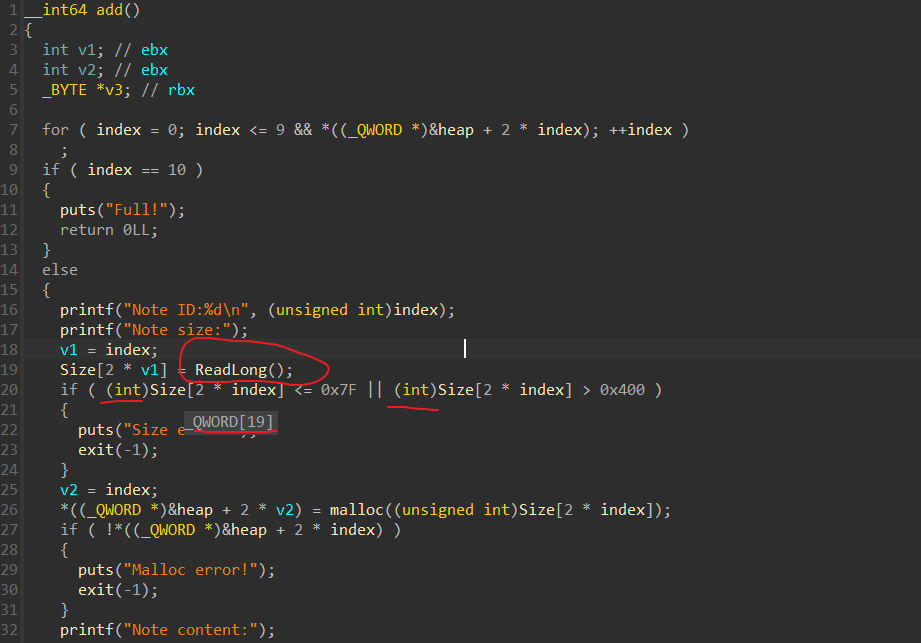 1 __int64 add()
2 {
3 int v1; // ebx
4 int v2; // ebx
5 _BYTE *v3; // rbx
6
7 for ( index = 0; index <= 9 && *((_QWORD *)&heap + 2 * index); ++index )
8 ;
9 if ( index == 10 )
10 {
11 puts("Full!");
12 return 0LL;
13 }
14 else
15 {
16 printf("Note ID:%d\n", (unsigned int)index);
17 printf("Note size:");
18 v1 = index;
19 Size[2 * v1] = ReadLong();
20 if ( (int)Size[2 * index] <= 0x7F || (int)Size[2 * index] > 0x400 )
21 {
_QWORD[19]
22 puts("Size e
23 exit(-1);
24 }
25 v2 = index;
26 *((_QWORD *)&heap + 2 * v2) = malloc((unsigned int)Size[2 * index]);
27 if ( !*((_QWORD *)&heap + 2 * index) )
28 {
29 puts("Malloc error!");
30 exit(-1);
31 }
32 printf("Note content:");